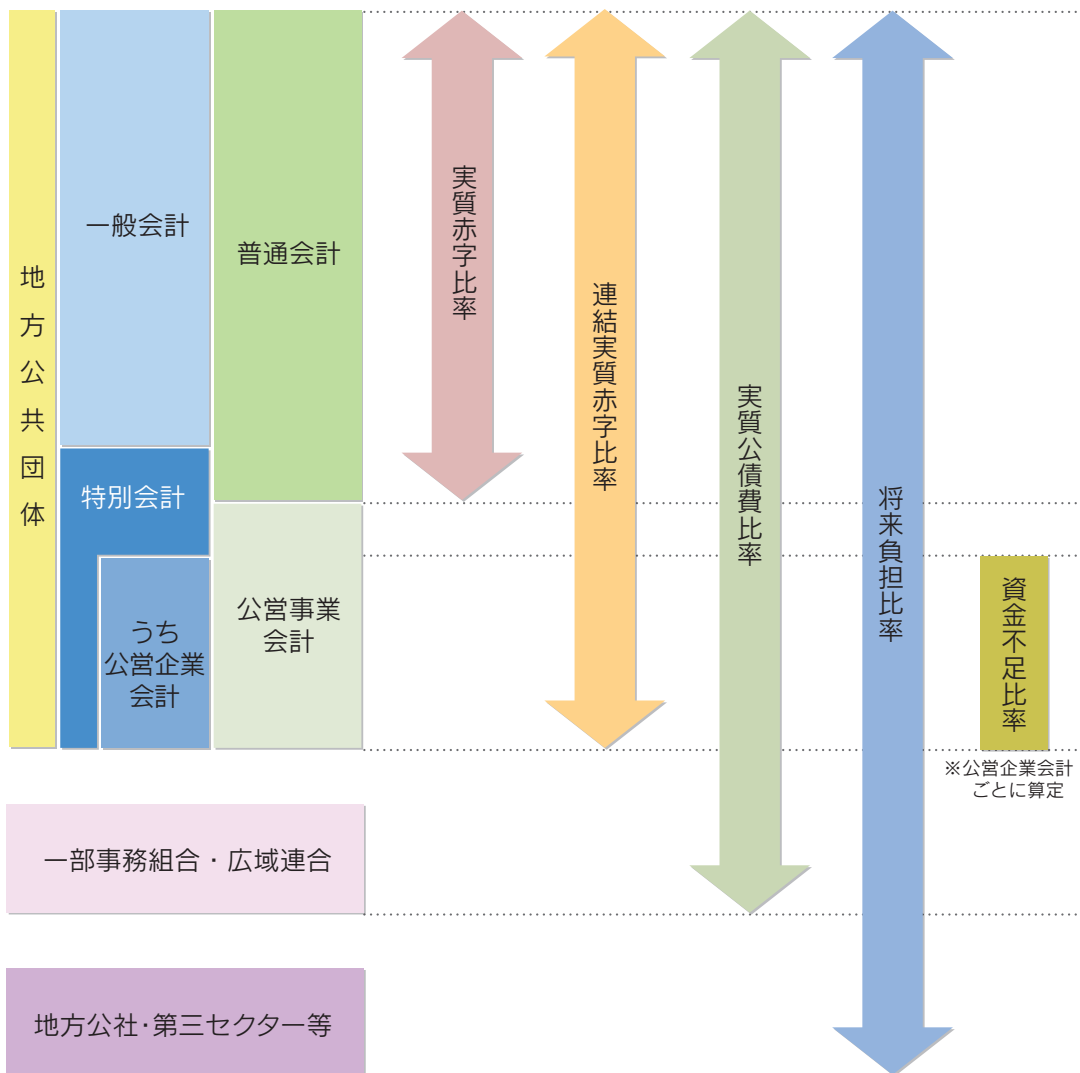 地方公共団体
一般会計
普通会計
特別会計
うち
公営企業
会計
公営事業
会計
実質赤字比率
連結実質赤字比率
実質公債費比率
将来負担比率
資金不足比率
※公営企業会計
ごとに算定
一部事務組合・広域連合
地方公社・第三セクター等